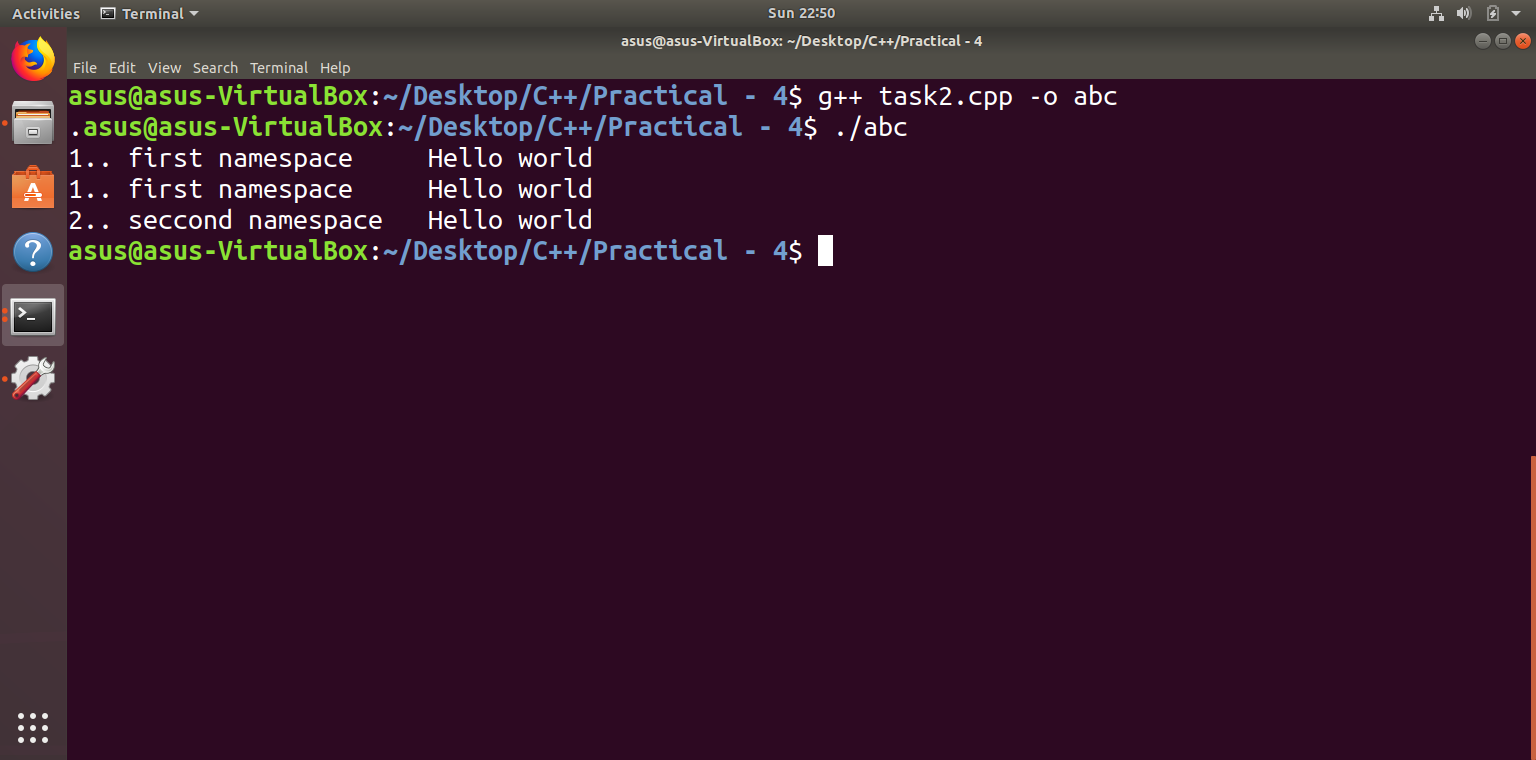 Activities Terminal Sun 22:50
asus@asus-VirtualBox: ~/Desktop/C++/Practical - 4
File Edit View Search Terminal Help
asus@asus-VirtualBox:~/Desktop/C++/Practical - 4$ g++ task2.cpp -o abc
.asus@asus-VirtualBox:~/Desktop/C++/Practical - 4$ ./abc
1.. first namespace     Hello world
1.. first namespace     Hello world
2.. seccond namespace   Hello world
asus@asus-VirtualBox:~/Desktop/C++/Practical - 4$